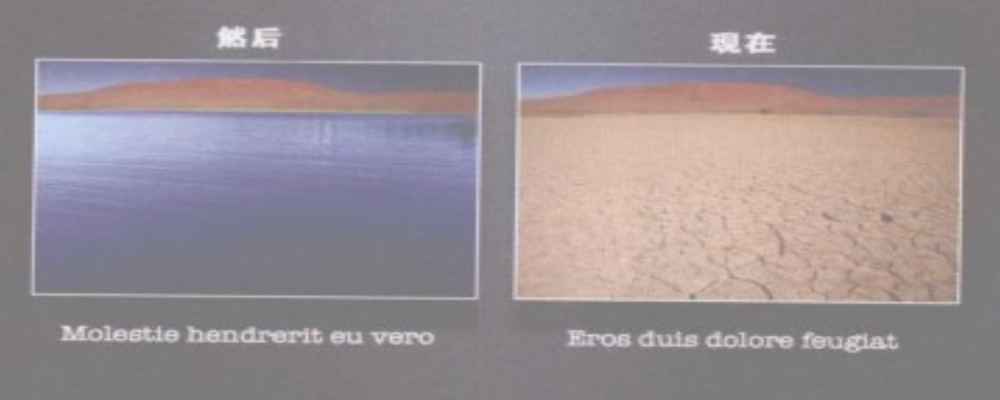 然后
现在
Molestie hendrerit eu vero
Eros duis dolore feugiat